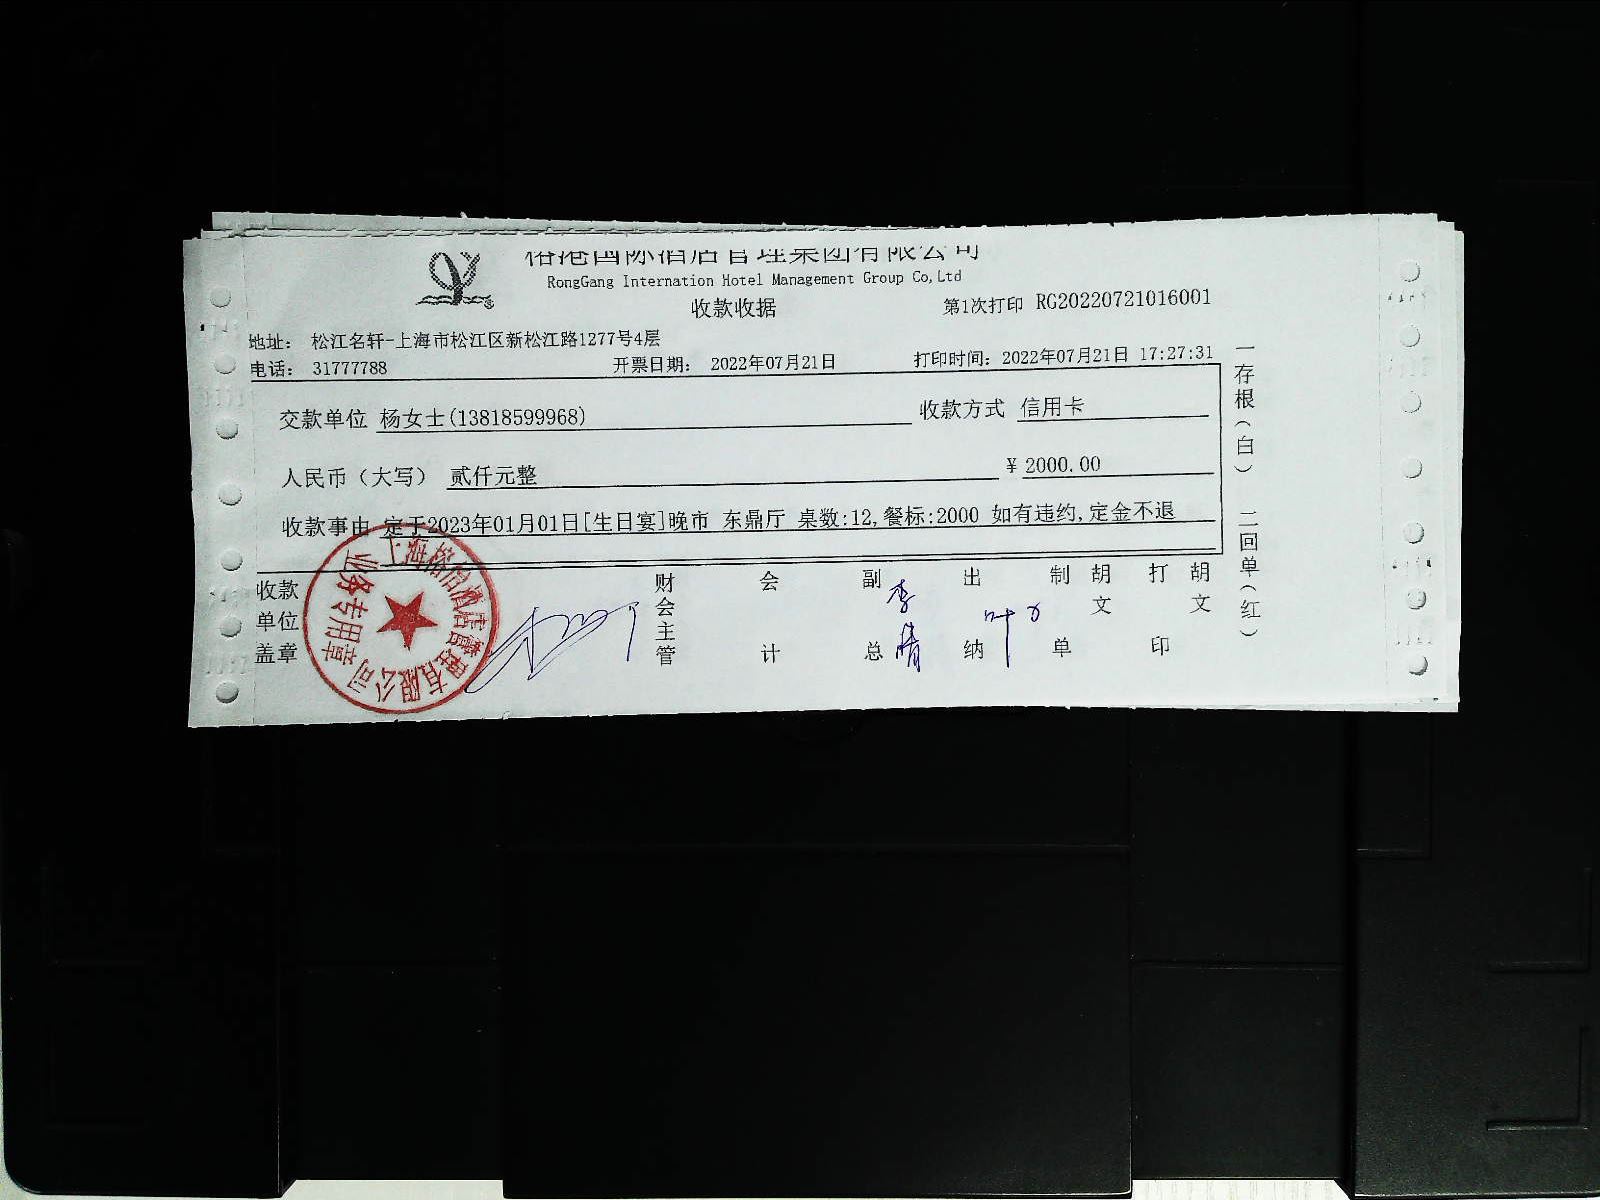 榕港国际酒店管理集团有限公司
RongGang Internation Hotel Management Group Co,Ltd
收款收据
第1次打印 RG20220721016001
地址: 松江名轩-上海市松江区新松江路1277号4层
电话: 31777788 开票日期: 2022年07月21日 打印时间: 2022年07月21日 17:27:31
交款单位 杨女士(13818599968) 收款方式 信用卡
人民币(大写) 贰仟元整 ¥ 2000.00
收款事由 定于2023年01月01日[生日宴]晚市 东鼎厅 桌数:12,餐标:2000 如有违约,定金不退
收款单位盖章 财会主管 会计 副总 李倩 出纳 制单 胡文 打印 胡文
一存根(白) 二回单(红)
业务专用章